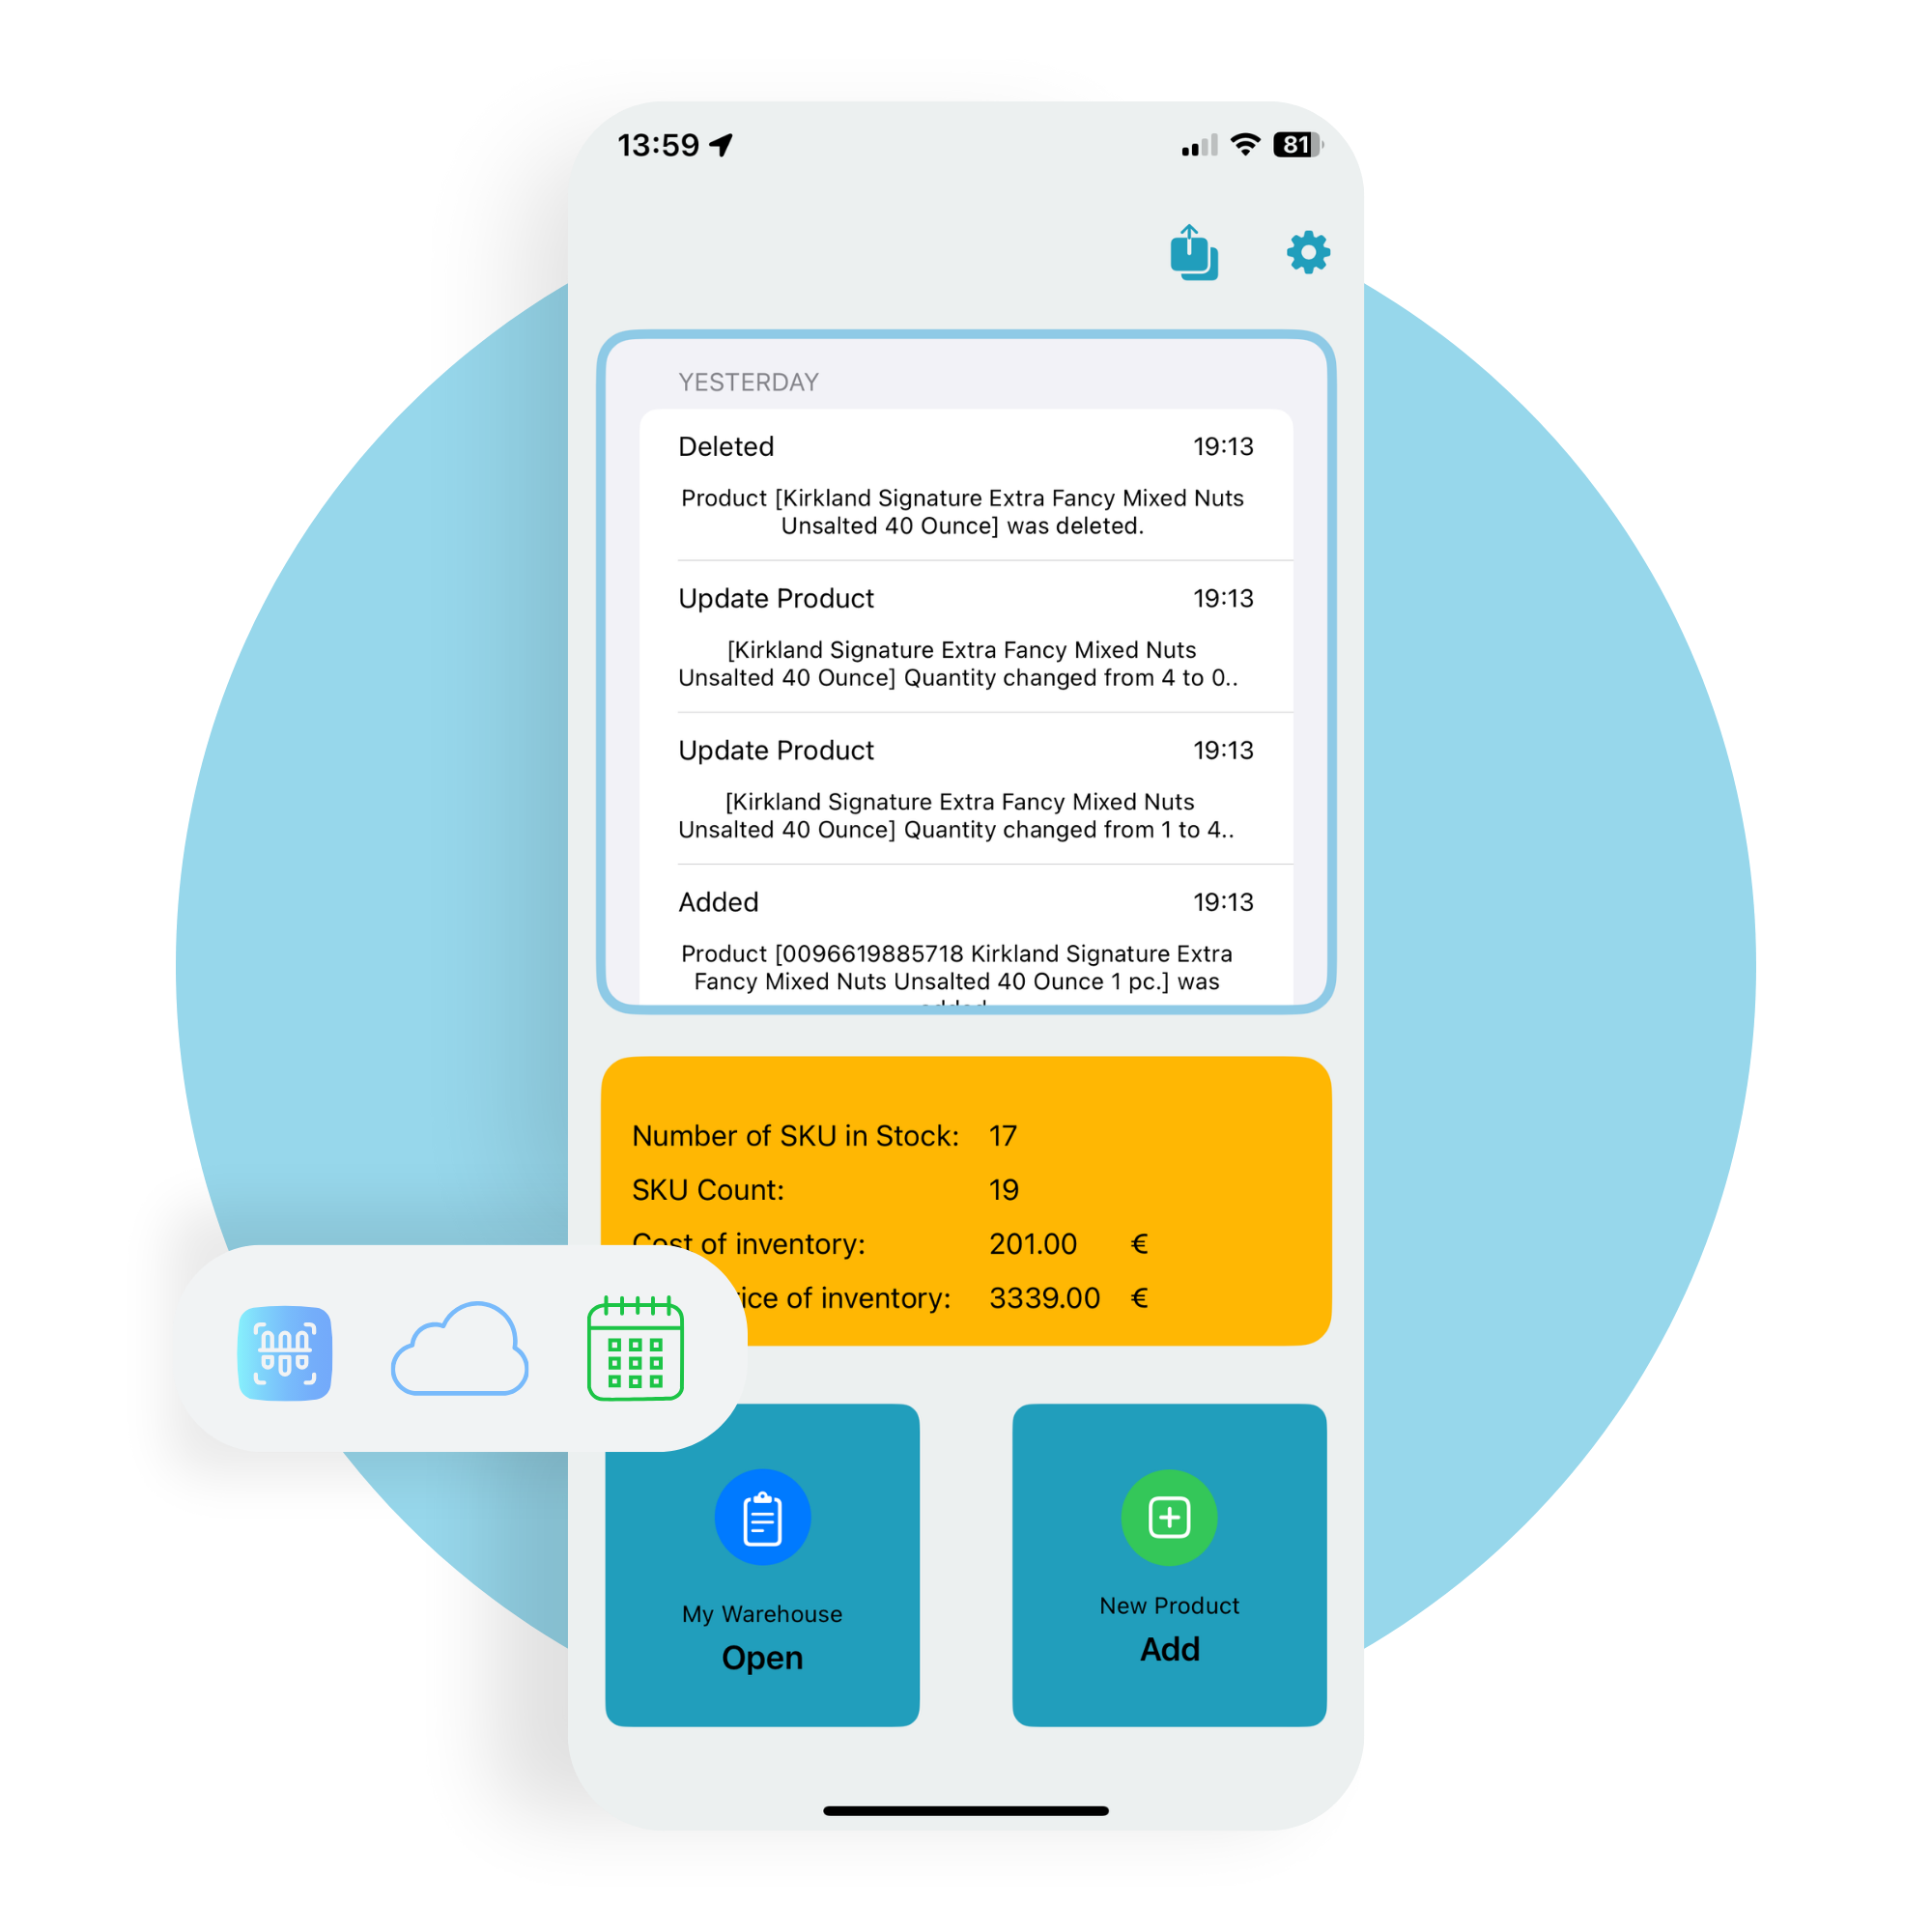 13:59
81
YESTERDAY
Deleted 19:13
Product [Kirkland Signature Extra Fancy Mixed Nuts
Unsalted 40 Ounce] was deleted.
Update Product 19:13
[Kirkland Signature Extra Fancy Mixed Nuts
Unsalted 40 Ounce] Quantity changed from 4 to 0..
Update Product 19:13
[Kirkland Signature Extra Fancy Mixed Nuts
Unsalted 40 Ounce] Quantity changed from 1 to 4..
Added 19:13
Product [0096619885718 Kirkland Signature Extra
Fancy Mixed Nuts Unsalted 40 Ounce 1 pc.] was
Number of SKU in Stock: 17
SKU Count: 19
Cost of inventory: 201.00 €
of inventory: 3339.00 €
My Warehouse
Open
New Product
Add